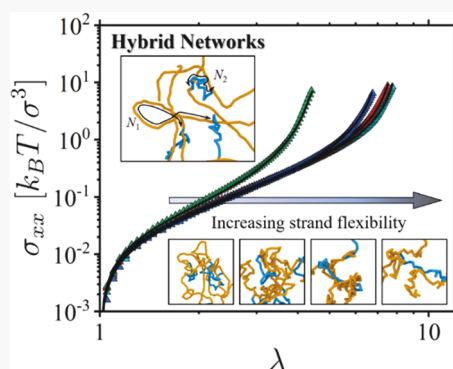 Hybrid Networks
N₁
N₂
σₓₓ [k_BT/σ³]
10²
10¹
10⁰
10⁻¹
10⁻²
10⁻³
Increasing strand flexibility
1
10
λ